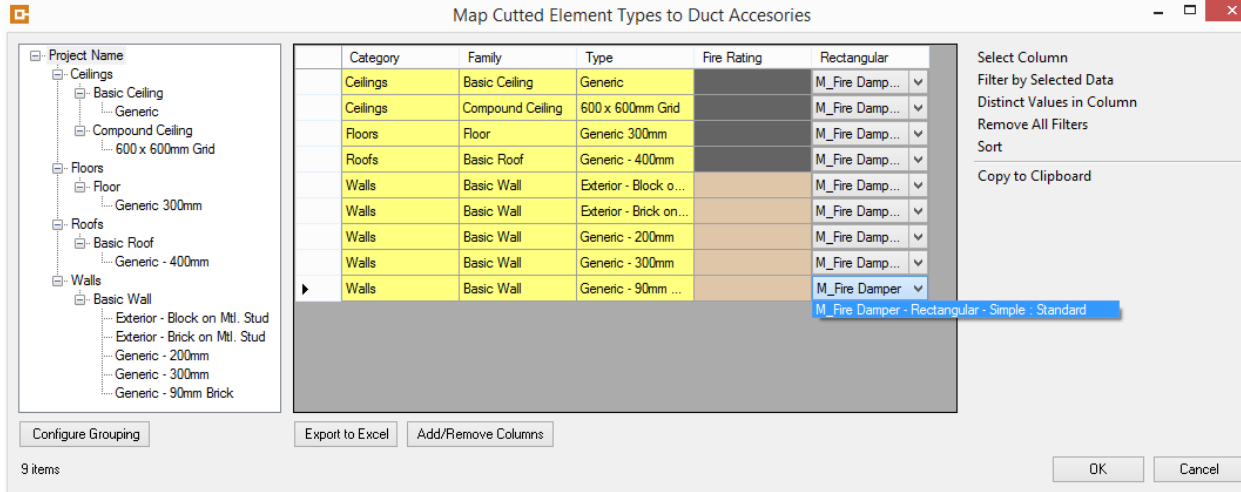 Map Cutted Element Types to Duct Accesories
Project Name
Ceilings
Basic Ceiling
Generic
Compound Ceiling
600 x 600mm Grid
Floors
Floor
Generic 300mm
Roofs
Basic Roof
Generic - 400mm
Walls
Basic Wall
Exterior - Block on Mtl. Stud
Exterior - Brick on Mtl. Stud
Generic - 200mm
Generic - 300mm
Generic - 90mm Brick
Category Family Type Fire Rating Rectangular
Ceilings Basic Ceiling Generic M_Fire Damp...
Ceilings Compound Ceiling 600 x 600mm Grid M_Fire Damp...
Floors Floor Generic 300mm M_Fire Damp...
Roofs Basic Roof Generic - 400mm M_Fire Damp...
Walls Basic Wall Exterior - Block o... M_Fire Damp...
Walls Basic Wall Exterior - Brick on... M_Fire Damp...
Walls Basic Wall Generic - 200mm M_Fire Damp...
Walls Basic Wall Generic - 300mm M_Fire Damp...
Walls Basic Wall Generic - 90mm ... M_Fire Damper
M_Fire Damper - Rectangular - Simple : Standard
Select Column
Filter by Selected Data
Distinct Values in Column
Remove All Filters
Sort
Copy to Clipboard
Configure Grouping Export to Excel Add/Remove Columns
9 items OK Cancel